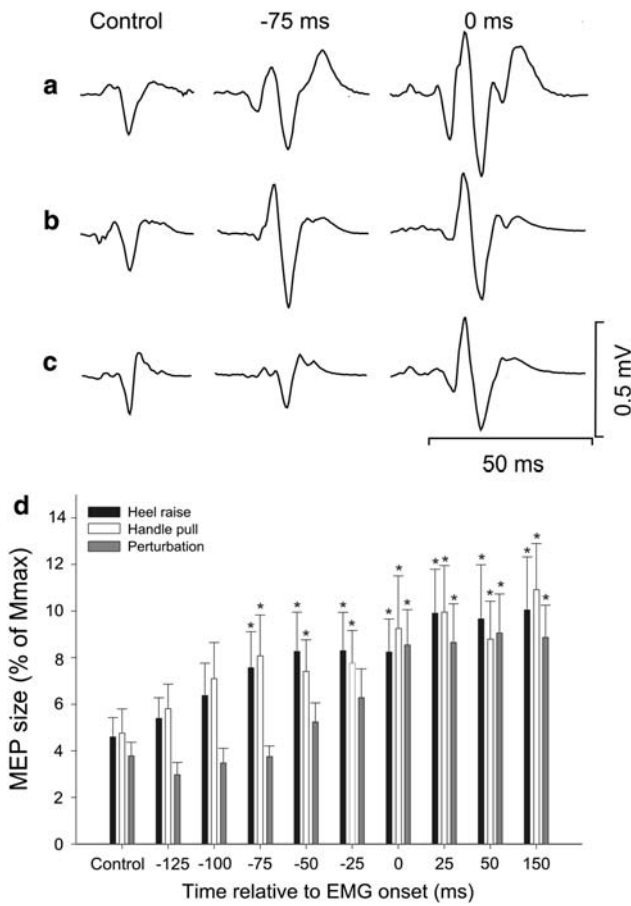 Control -75 ms 0 ms
a
b
c
0.5 mV
50 ms
d
Heel raise
Handle pull
Perturbation
MEP size (% of Mmax)
14
12
10
8
6
4
2
0
* * * * * * * * * * * * * * * * * *
Control -125 -100 -75 -50 -25 0 25 50 150
Time relative to EMG onset (ms)